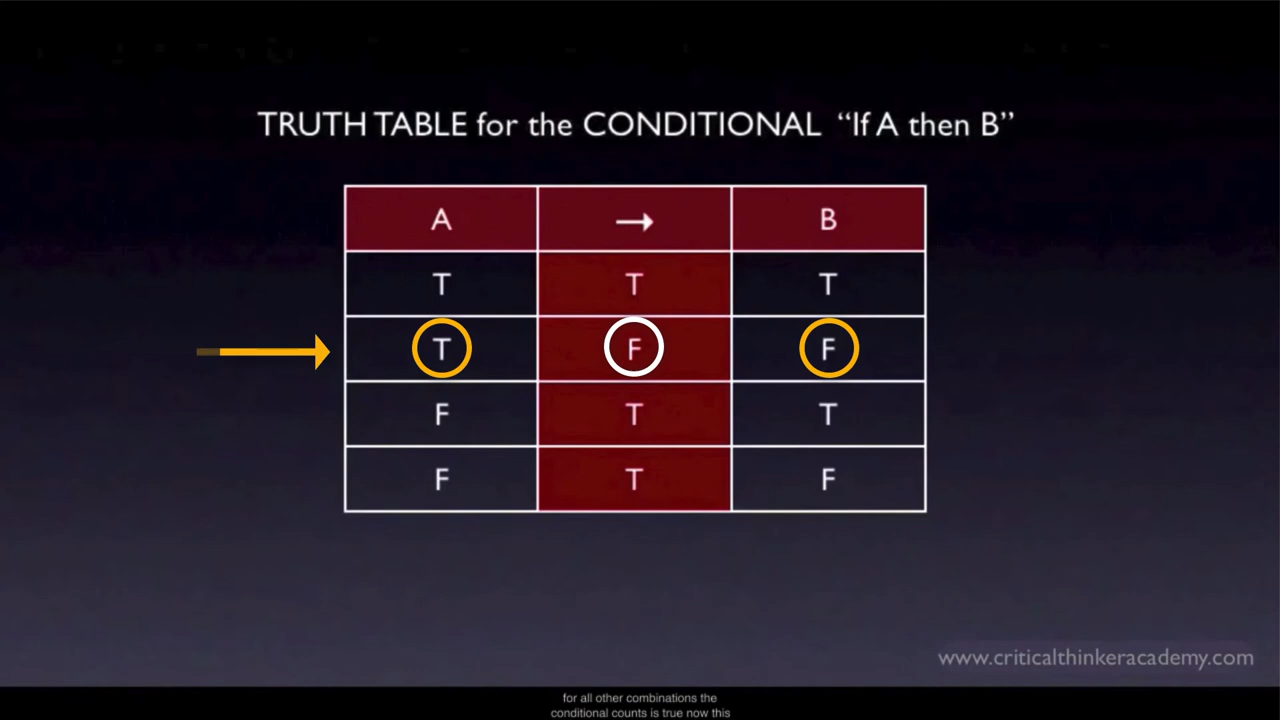 TRUTH TABLE for the CONDITIONAL “If A then B”
A → B
T T T
T F F
F T T
F T F
www.criticalthinkeracademy.com
for all other combinations the
conditional counts is true now this